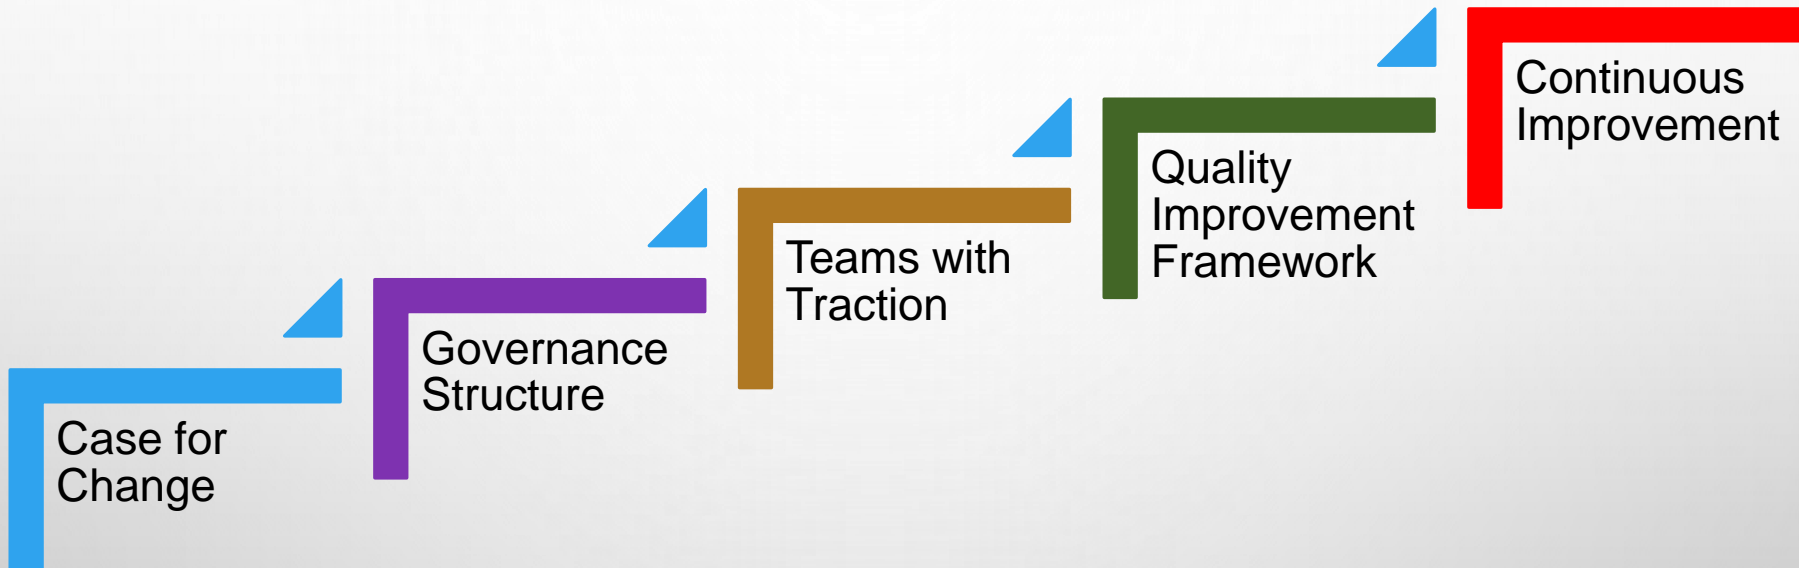 Case for
Change
Governance
Structure
Teams with
Traction
Quality
Improvement
Framework
Continuous
Improvement